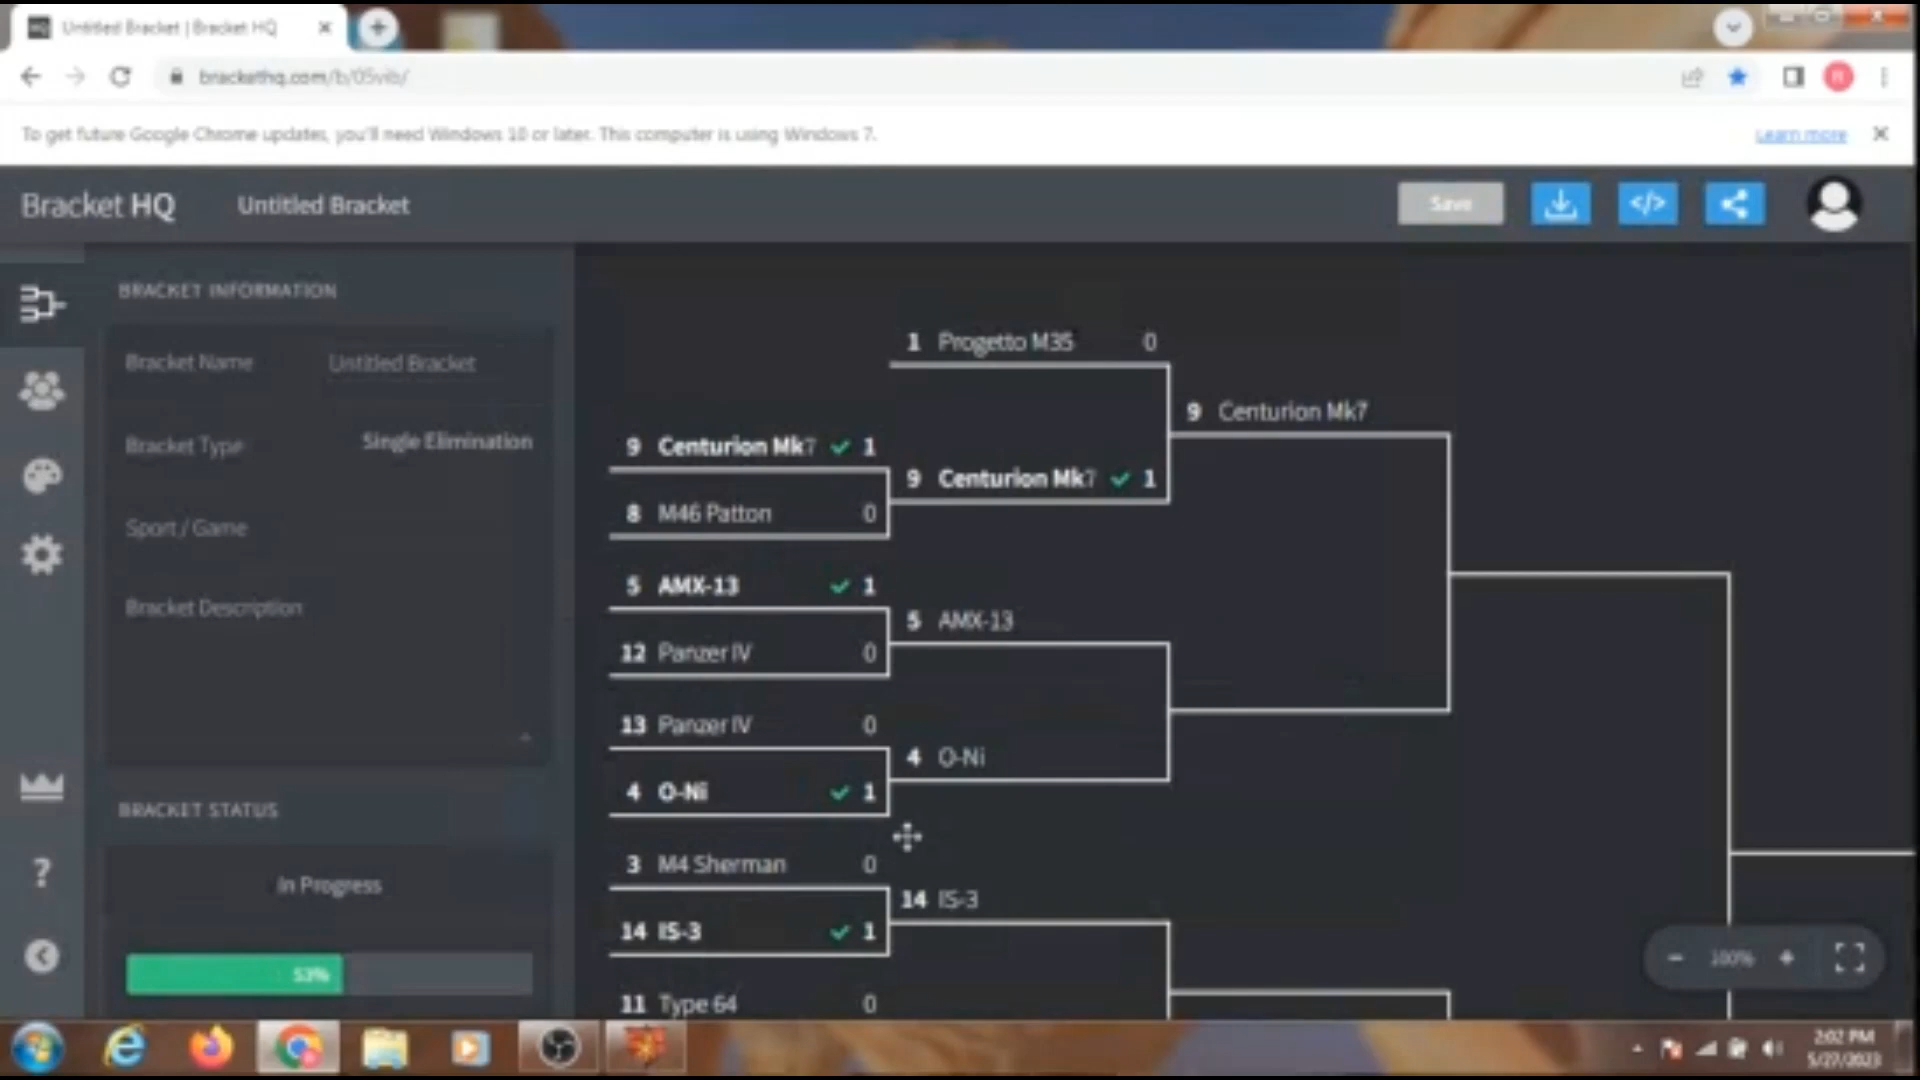 Untitled Bracket | Bracket HQ
brackethq.com/b/05vib/
To get future Google Chrome updates, you'll need Windows 10 or later. This computer is using Windows 7.
Learn more
Bracket HQ
Untitled Bracket
Save
BRACKET INFORMATION
Bracket Name
Untitled Bracket
Bracket Type
Single Elimination
Sport / Game
Bracket Description
BRACKET STATUS
In Progress
53%
1 Progetto M35 0
9 Centurion Mk7
9 Centurion Mk7 1
9 Centurion Mk7 1
8 M46 Patton 0
5 AMX-13 1
5 AMX-13
12 Panzer IV 0
13 Panzer IV 0
4 O-Ni
4 O-Ni 1
3 M4 Sherman 0
14 IS-3
14 IS-3 1
11 Type 64 0
100%
2:02 PM
5/27/2023